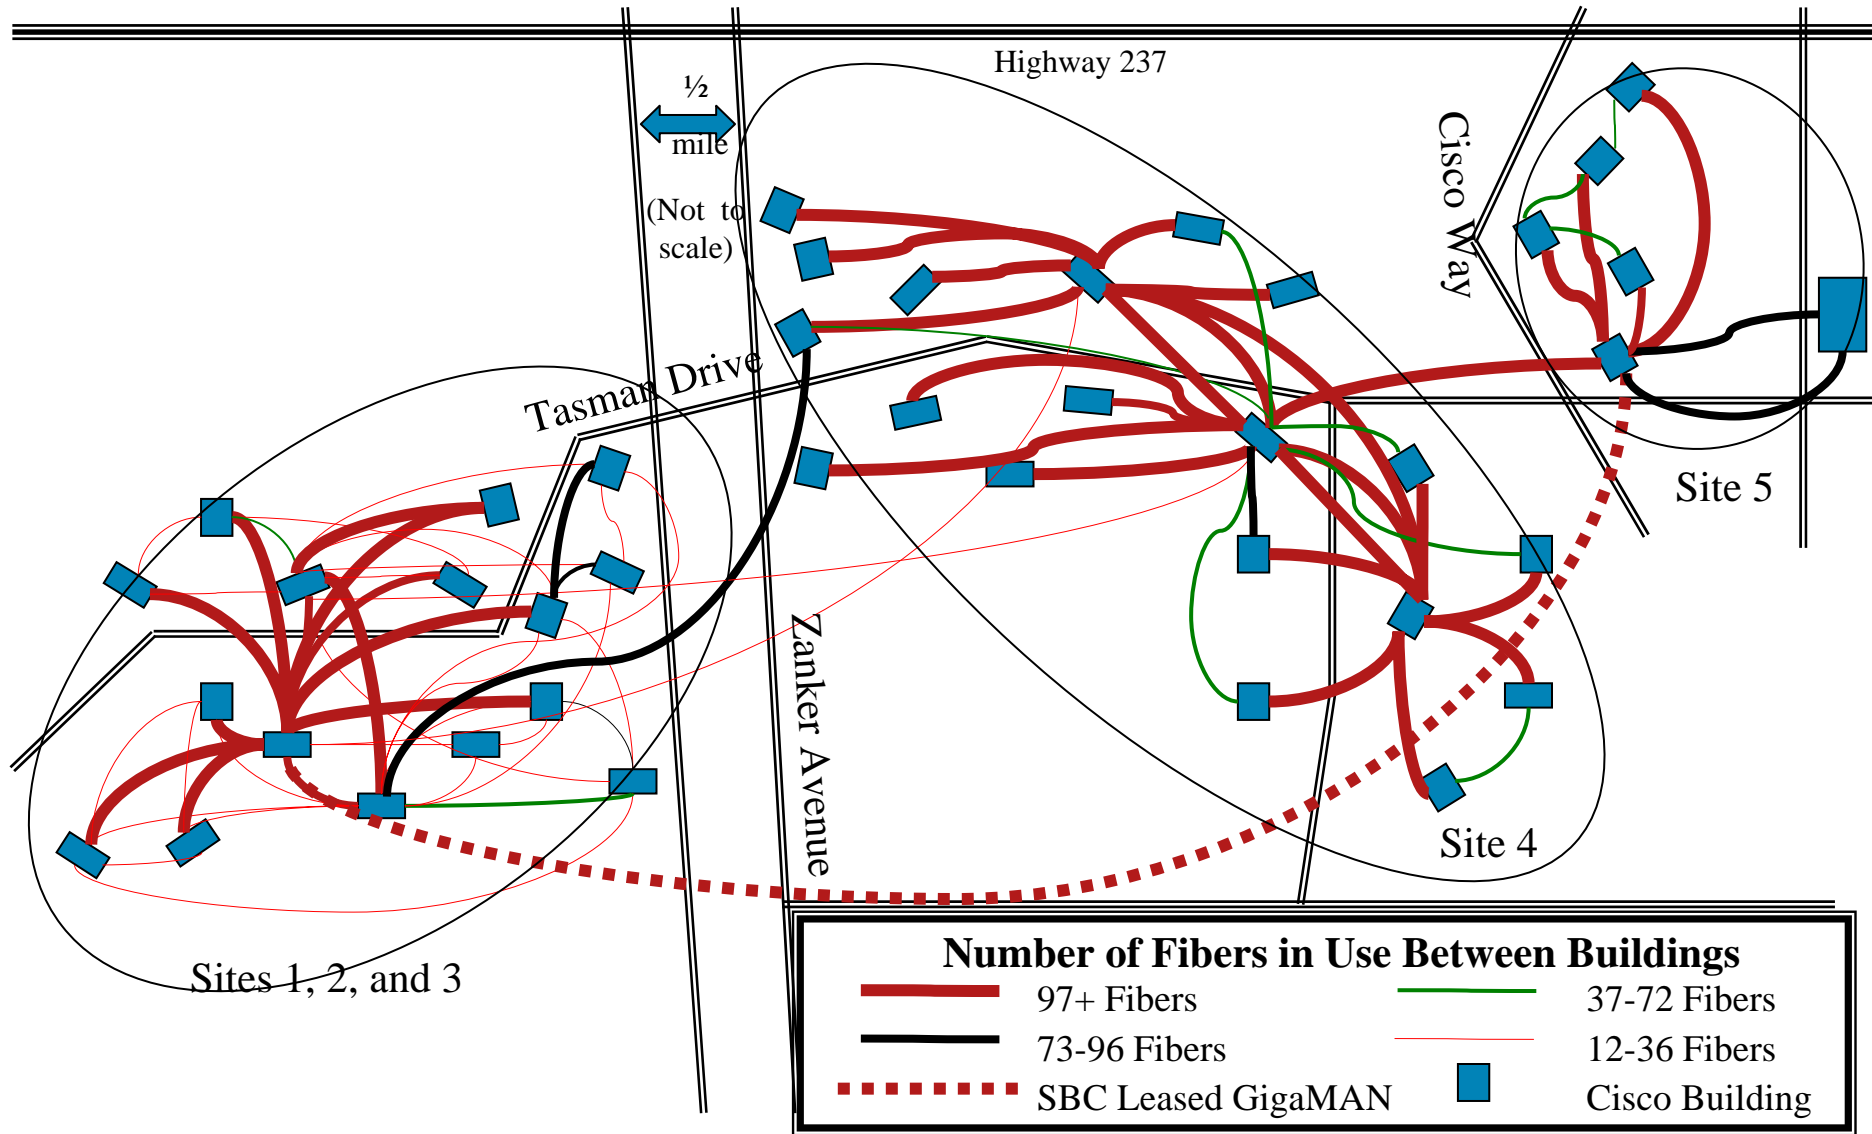 Highway 237
½
mile
(Not to
scale)
Cisco Way
Tasman Drive
Site 5
Zanker Avenue
Site 4
Sites 1, 2, and 3
Number of Fibers in Use Between Buildings
97+ Fibers
37-72 Fibers
73-96 Fibers
12-36 Fibers
SBC Leased GigaMAN
Cisco Building